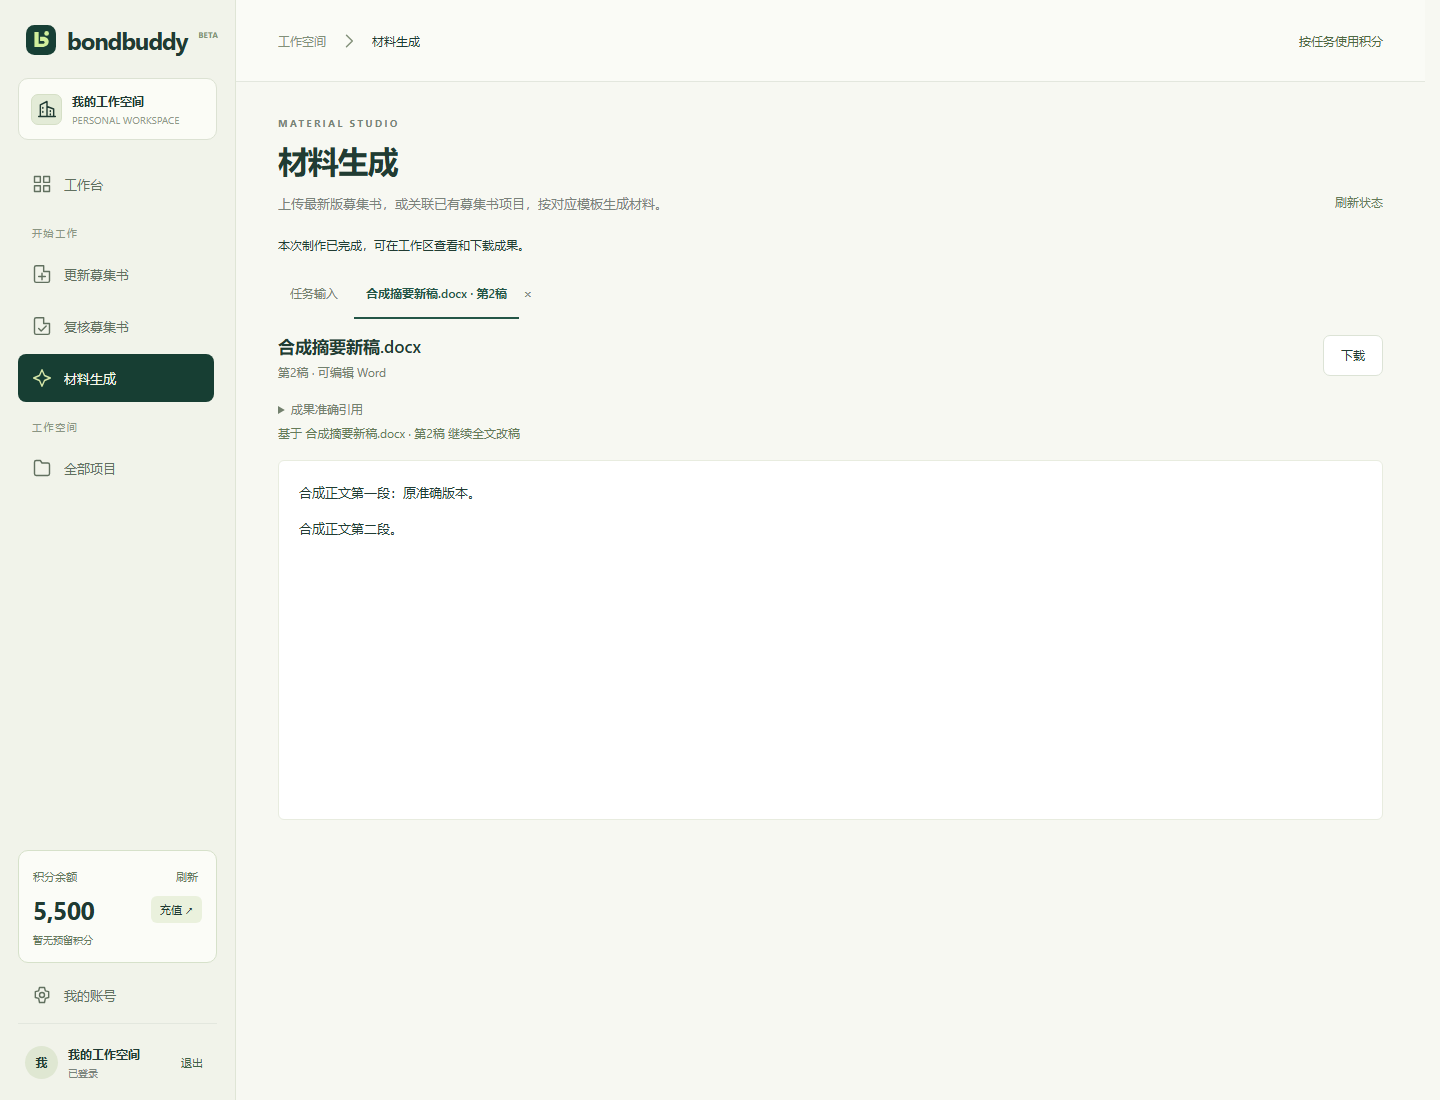 bondbuddy BETA
我的工作空间
PERSONAL WORKSPACE
工作台
开始工作
更新募集书
复核募集书
材料生成
工作空间
全部项目
积分余额 刷新
5,500 充值 ↗
暂无预留积分
我的账号
我 我的工作空间
已登录
退出
工作空间 > 材料生成
按任务使用积分
MATERIAL STUDIO
材料生成
上传最新版募集书，或关联已有募集书项目，按对应模板生成材料。
刷新状态
本次制作已完成，可在工作区查看和下载成果。
任务输入 合成摘要新稿.docx · 第2稿 ×
合成摘要新稿.docx
第2稿 · 可编辑 Word
下载
▶ 成果准确引用
基于 合成摘要新稿.docx · 第2稿 继续全文改稿
合成正文第一段：原准确版本。
合成正文第二段。